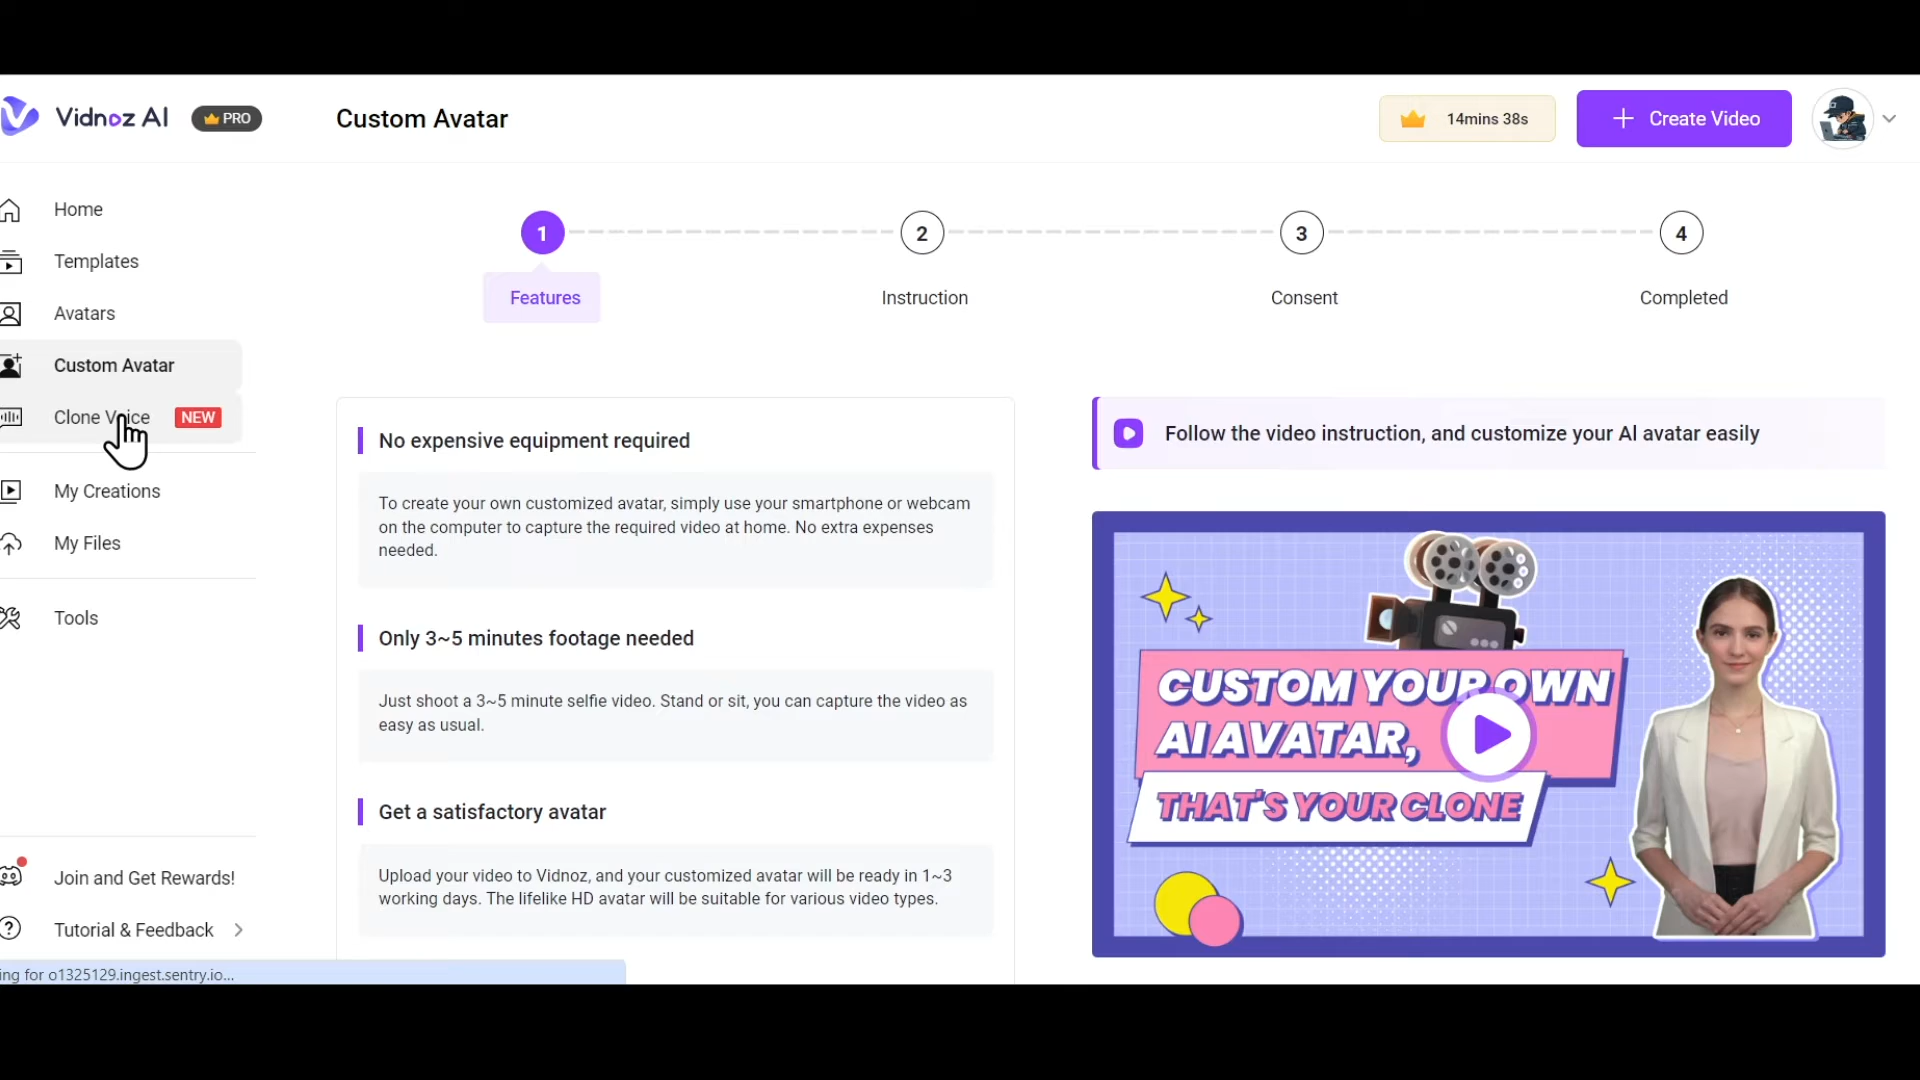 Vidnoz AI
PRO
Custom Avatar
14mins 38s
Create Video
Home
Templates
Avatars
Custom Avatar
Clone Voice
NEW
My Creations
My Files
Tools
Join and Get Rewards!
Tutorial & Feedback
ing for o1325129.ingest.sentry.io...
1
2
3
4
Features
Instruction
Consent
Completed
No expensive equipment required
To create your own customized avatar, simply use your smartphone or webcam
on the computer to capture the required video at home. No extra expenses
needed.
Only 3~5 minutes footage needed
Just shoot a 3~5 minute selfie video. Stand or sit, you can capture the video as
easy as usual.
Get a satisfactory avatar
Upload your video to Vidnoz, and your customized avatar will be ready in 1~3
working days. The lifelike HD avatar will be suitable for various video types.
Follow the video instruction, and customize your AI avatar easily
CUSTOM YOUR OWN
AI AVATAR,
THAT'S YOUR CLONE